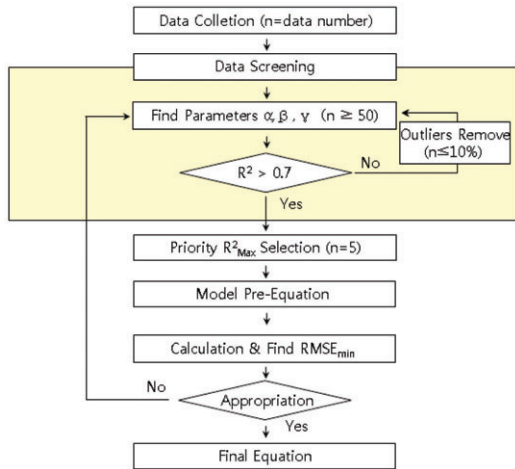 Data Colletion (n=data number)
Data Screening
Find Parameters α,β,γ (n ≥ 50)
Outliers Remove
(n≤10%)
No
R² > 0.7
Yes
Priority R²Max Selection (n=5)
Model Pre-Equation
Calculation & Find RMSEmin
No
Appropriation
Yes
Final Equation